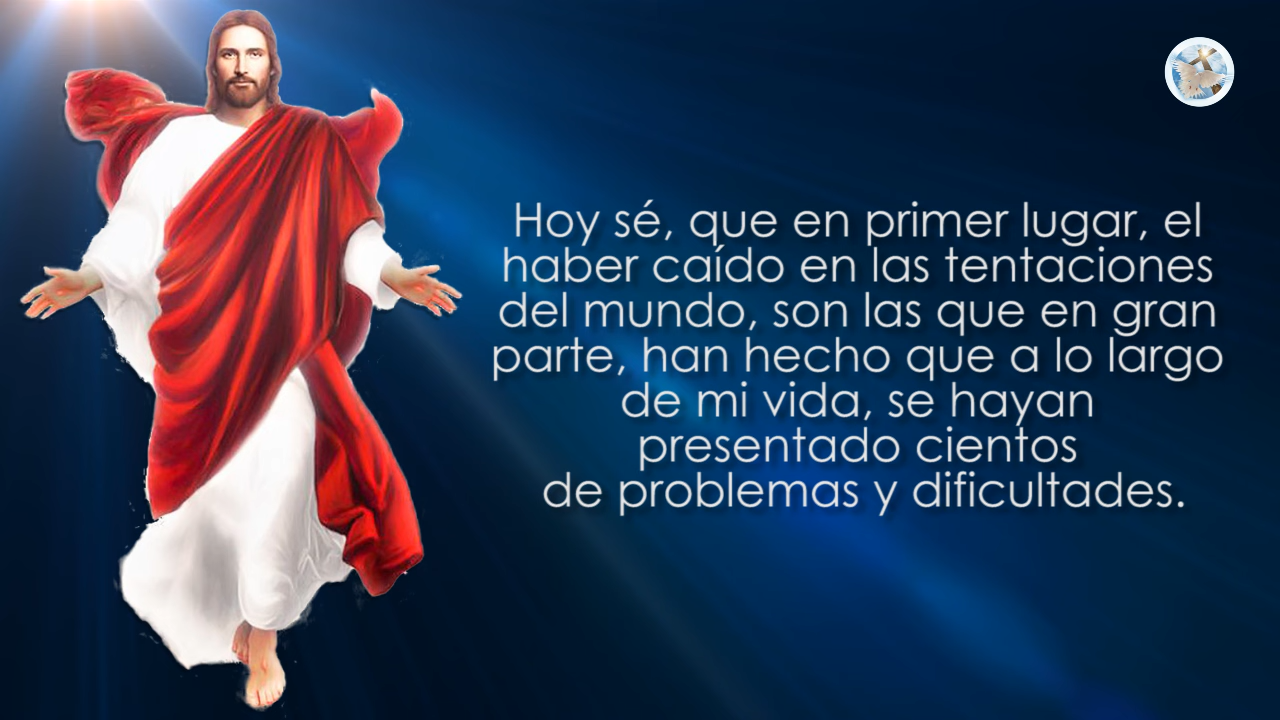 Hoy sé, que en primer lugar, el
haber caído en las tentaciones
del mundo, son las que en gran
parte, han hecho que a lo largo
de mi vida, se hayan
presentado cientos
de problemas y dificultades.